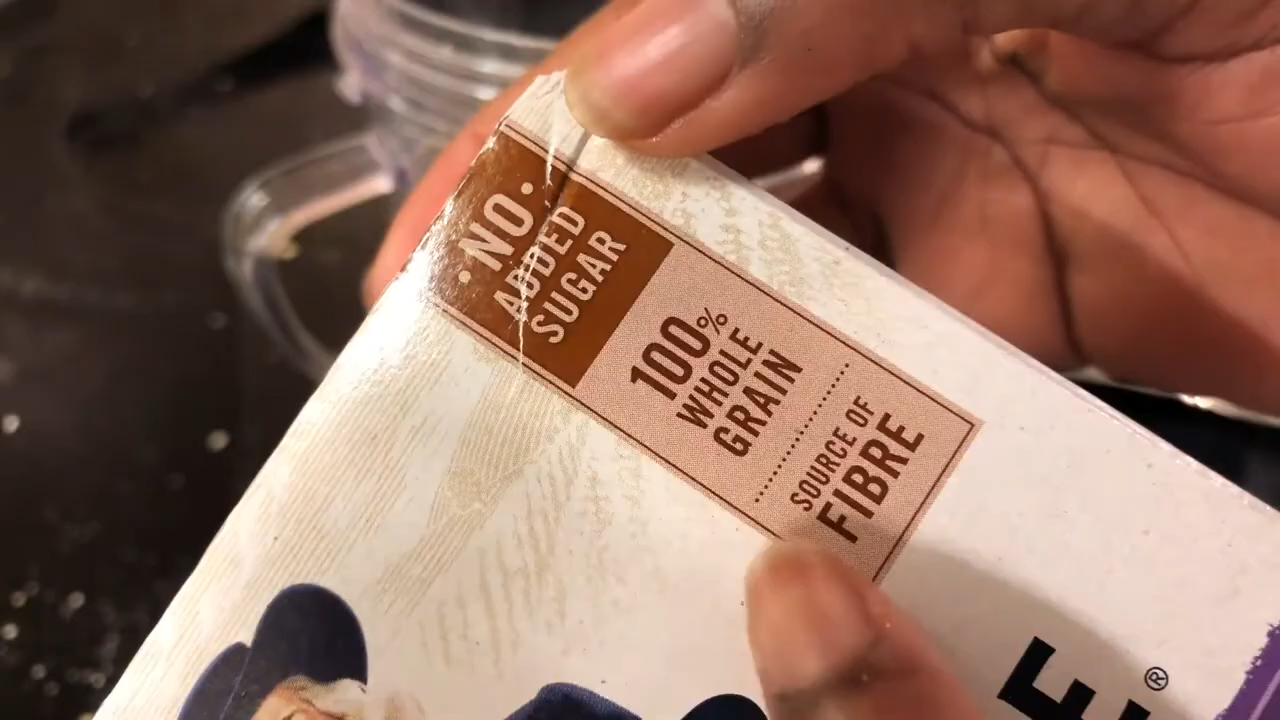 • NO •
ADDED
SUGAR
100%
WHOLE
GRAIN
SOURCE OF
FIBRE
E®